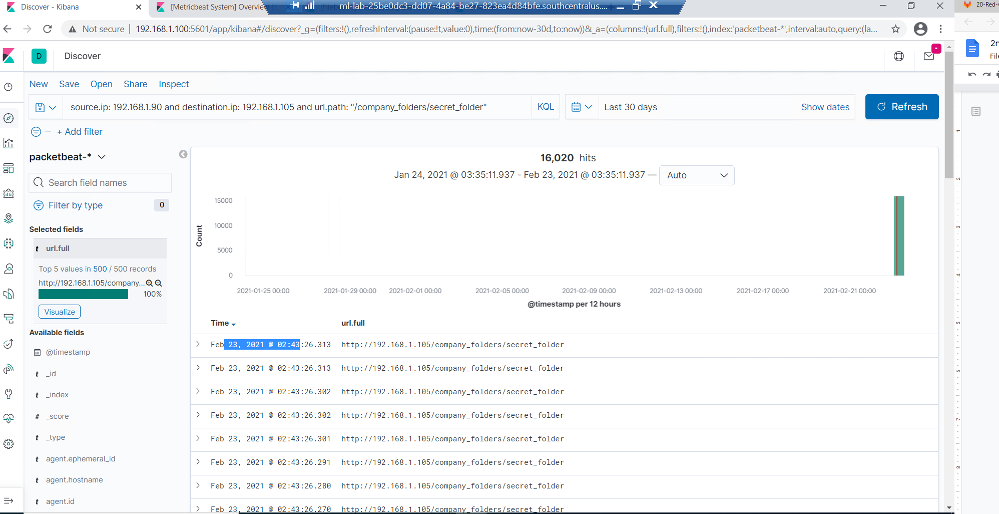 Discover - Kibana
[Metricbeat System] Overview
ml-lab-25be0dc3-dd07-4a84-be27-823ea4d84bfe.southcentralus....
20-Red-v
Not secure
192.168.1.100:5601/app/kibana#/discover?_g=(filters:!(),refreshInterval:(pause:!t,value:0),time:(from:now-30d,to:now))&_a=(columns:!(url.full),filters:!(),index:'packetbeat-*',interval:auto,query:(la...
D
Discover
2n
File
New Save Open Share Inspect
source.ip: 192.168.1.90 and destination.ip: 192.168.1.105 and url.path: "/company_folders/secret_folder"
KQL
Last 30 days
Show dates
Refresh
+ Add filter
packetbeat-*
Search field names
Filter by type
0
Selected fields
t url.full
Top 5 values in 500 / 500 records
http://192.168.1.105/company...
100%
Visualize
Available fields
@timestamp
t _id
t _index
# _score
t _type
t agent.ephemeral_id
t agent.hostname
t agent.id
16,020 hits
Jan 24, 2021 @ 03:35:11.937 - Feb 23, 2021 @ 03:35:11.937 —
Auto
Count
15000
10000
5000
0
2021-01-25 00:00 2021-01-29 00:00 2021-02-01 00:00 2021-02-05 00:00 2021-02-09 00:00 2021-02-13 00:00 2021-02-17 00:00 2021-02-21 00:00
@timestamp per 12 hours
Time url.full
Feb 23, 2021 @ 02:43:26.313 http://192.168.1.105/company_folders/secret_folder
Feb 23, 2021 @ 02:43:26.313 http://192.168.1.105/company_folders/secret_folder
Feb 23, 2021 @ 02:43:26.302 http://192.168.1.105/company_folders/secret_folder
Feb 23, 2021 @ 02:43:26.302 http://192.168.1.105/company_folders/secret_folder
Feb 23, 2021 @ 02:43:26.301 http://192.168.1.105/company_folders/secret_folder
Feb 23, 2021 @ 02:43:26.291 http://192.168.1.105/company_folders/secret_folder
Feb 23, 2021 @ 02:43:26.280 http://192.168.1.105/company_folders/secret_folder
Feb 23, 2021 @ 02:43:26.270 http://192.168.1.105/company_folders/secret_folder
1
2
3
4
5
6
7
8